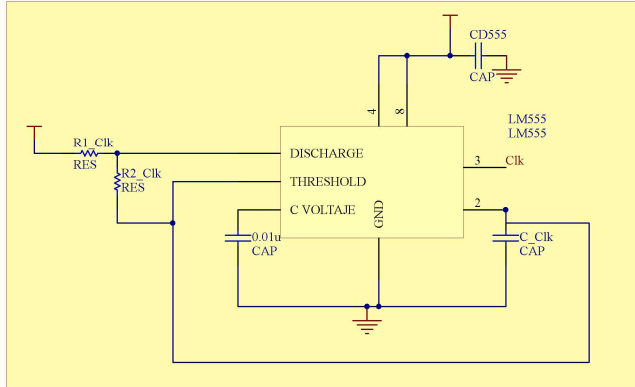 CD555
CAP
4
8
LM555
LM555
R1_Clk
RES
DISCHARGE
3
Clk
R2_Clk
RES
THRESHOLD
C VOLTAJE
GND
2
0.01u
CAP
C_Clk
CAP